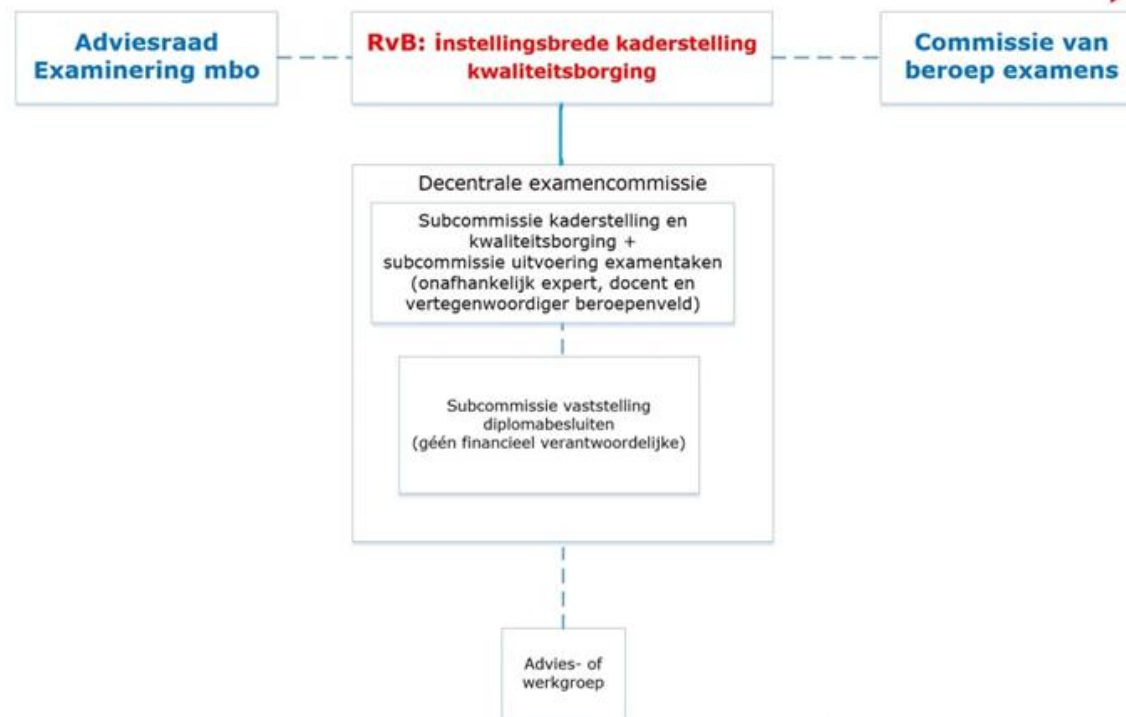 Adviesraad
Examinering mbo
RvB: instellingsbrede kaderstelling
kwaliteitsborging
Commissie van
beroep examens
Decentrale examencommissie
Subcommissie kaderstelling en
kwaliteitsborging +
subcommissie uitvoering examentaken
(onafhankelijk expert, docent en
vertegenwoordiger beroepenveld)
Subcommissie vaststelling
diplomabesluiten
(géén financieel verantwoordelijke)
Advies- of
werkgroep